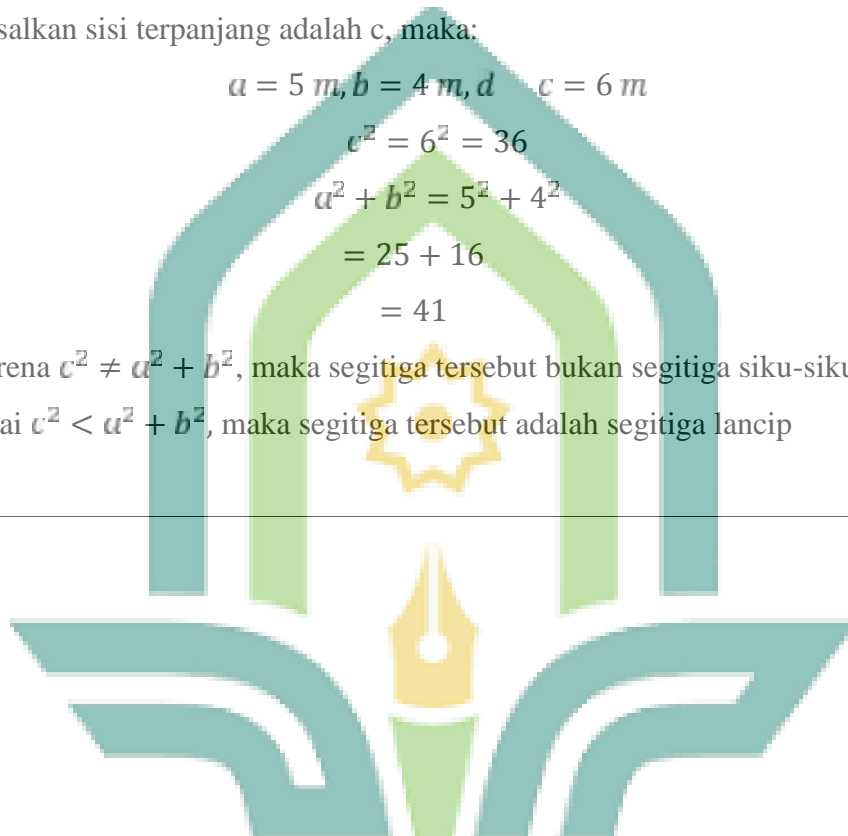 salkan sisi terpanjang adalah c, maka:
a = 5 m, b = 4 m, d c = 6 m
c² = 6² = 36
a² + b² = 5² + 4²
= 25 + 16
= 41
rena c² ≠ a² + b², maka segitiga tersebut bukan segitiga siku-siku
ai c² < a² + b², maka segitiga tersebut adalah segitiga lancip